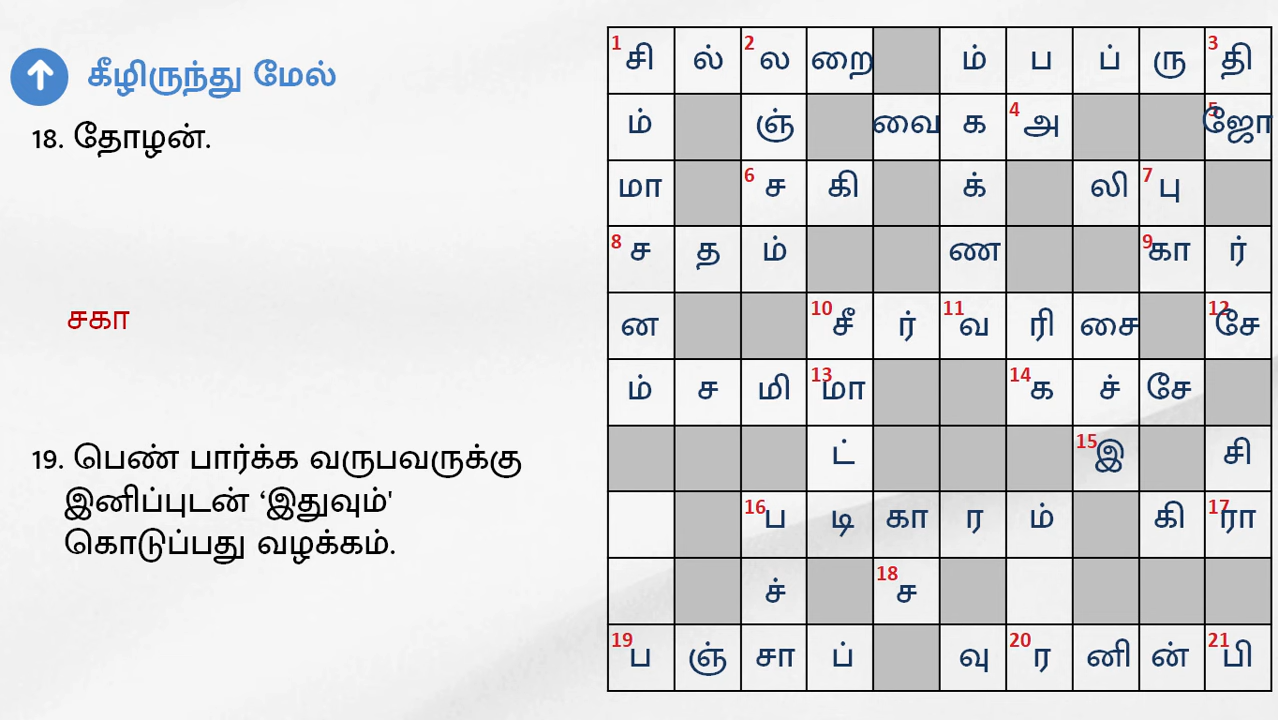 கீழிருந்து மேல்
18. தோழன்.
சகா
19. பெண் பார்க்க வருபவருக்கு
இனிப்புடன் ‘இதுவும்'
கொடுப்பது வழக்கம்.
1 சி ல் 2 ல றை ம் ப ப் ரு 3 தி
ம் ஞ் வை க 4 அ 5 ஜோ
மா 6 ச கி க் லி 7 பு
8 ச த ம் ண 9 கா ர்
ன 10 சீ ர் 11 வ ரி சை 12 சே
ம் ச மி 13 மா 14 க ச் சே
ட் 15 இ சி
16 ப டி கா ர ம் கி 17 ரா
ச் 18 ச
19 ப ஞ் சா ப் வு 20 ர னி ன் 21 பி